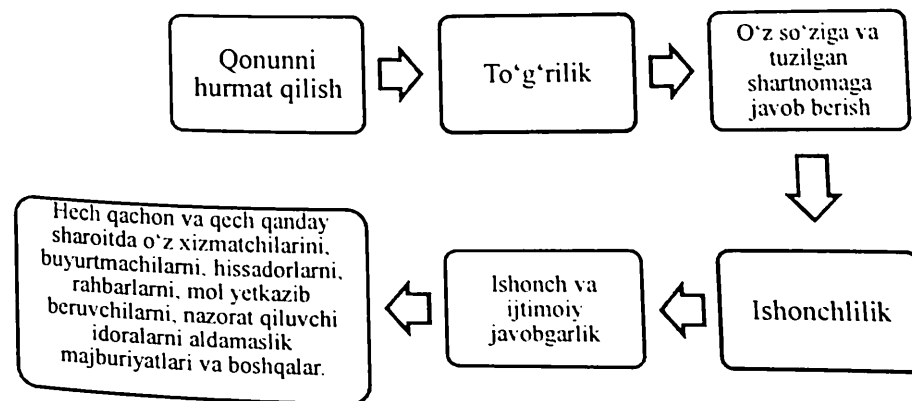 Qonunni
hurmat qilish
To‘g‘rilik
O‘z so‘ziga va
tuzilgan
shartnomaga
javob berish
Ishonchlilik
Ishonch va
ijtimoiy
javobgarlik
Hech qachon va qech qanday
sharoitda o‘z xizmatchilarini,
buyurtmachilarni, hissadorlarni,
rahbarlarni, mol yetkazib
beruvchilarni, nazorat qiluvchi
idoralarni aldamaslik
majburiyatlari va boshqalar.